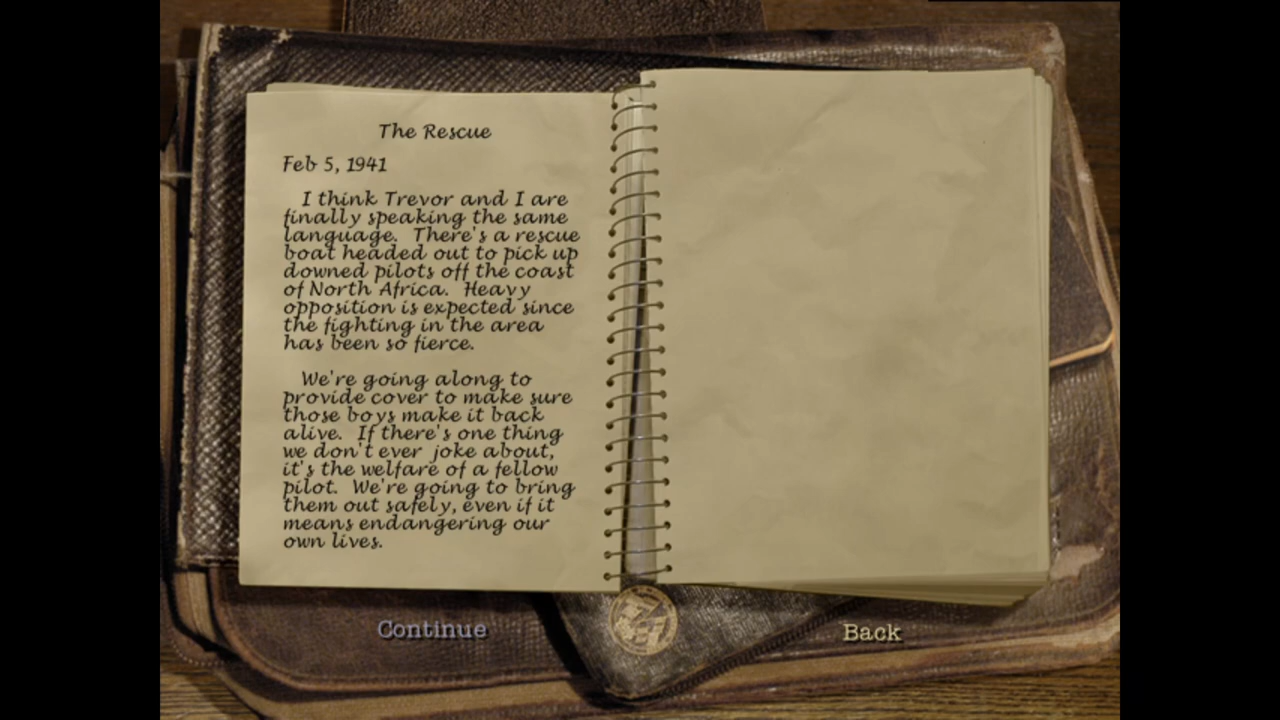 The Rescue
Feb 5, 1941
I think Trevor and I are
finally speaking the same
language. There's a rescue
boat headed out to pick up
downed pilots off the coast
of North Africa. Heavy
opposition is expected since
the fighting in the area
has been so fierce.
We're going along to
provide cover to make sure
those boys make it back
alive. If there's one thing
we don't ever joke about,
it's the welfare of a fellow
pilot. We're going to bring
them out safely, even if it
means endangering our
own lives.
Continue
Back